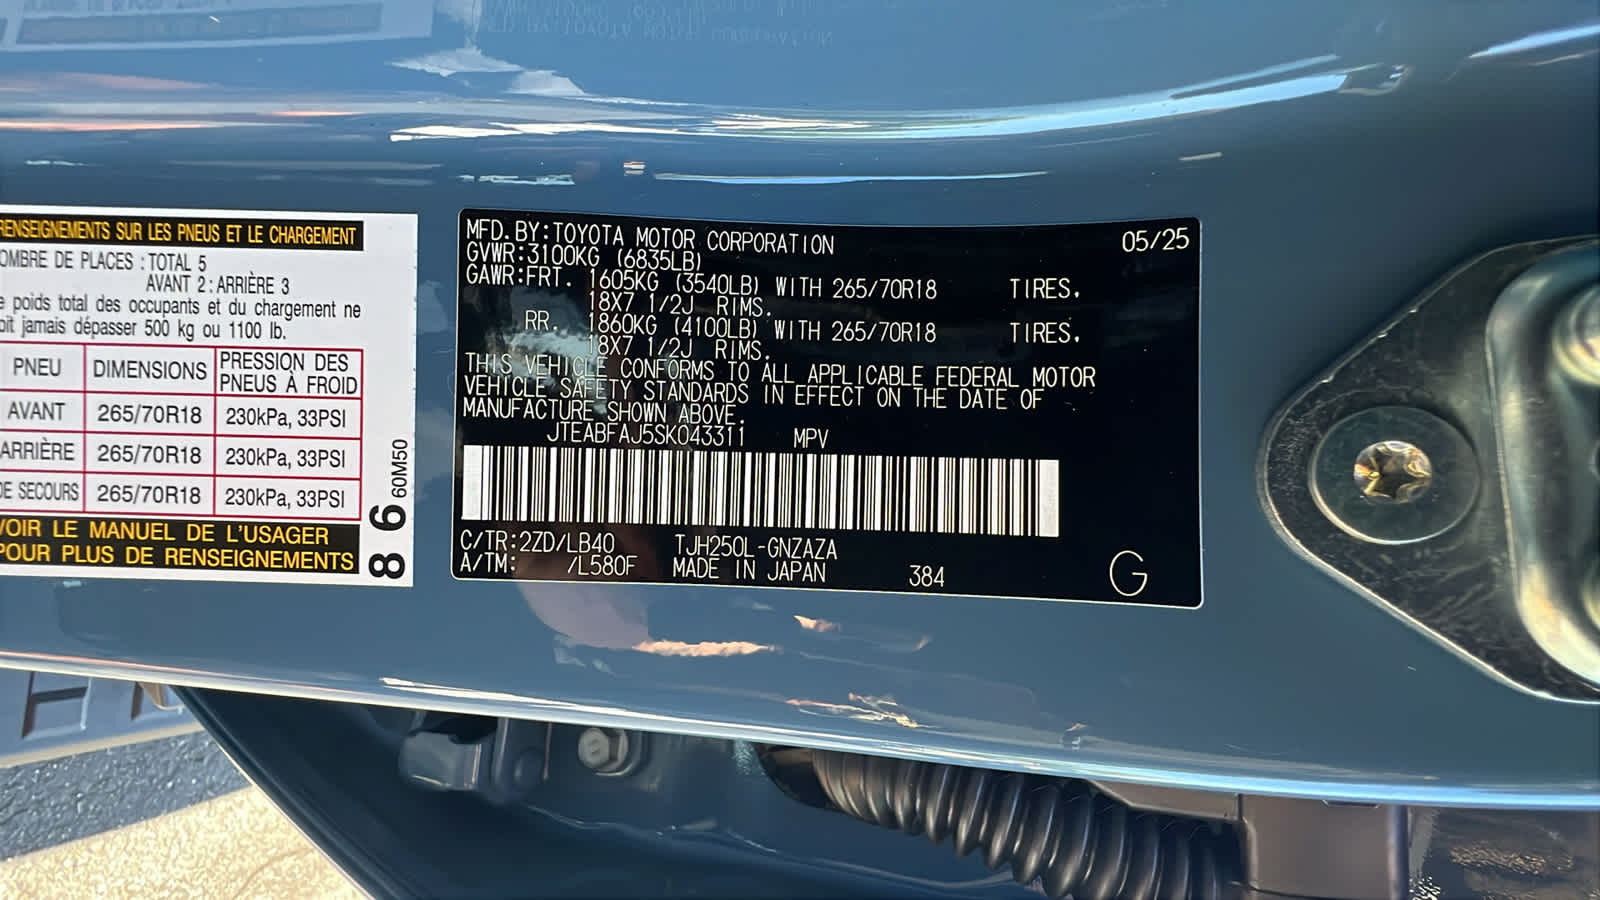 RENSEIGNEMENTS SUR LES PNEUS ET LE CHARGEMENT
OMBRE DE PLACES : TOTAL 5
AVANT 2 : ARRIÈRE 3
e poids total des occupants et du chargement ne
oit jamais dépasser 500 kg ou 1100 lb.
PNEU DIMENSIONS PRESSION DES PNEUS À FROID
AVANT 265/70R18 230kPa, 33PSI
ARRIÈRE 265/70R18 230kPa, 33PSI
DE SECOURS 265/70R18 230kPa, 33PSI
VOIR LE MANUEL DE L'USAGER
POUR PLUS DE RENSEIGNEMENTS
8 6 60M50
MFD.BY:TOYOTA MOTOR CORPORATION 05/25
GVWR:3100KG (6835LB)
GAWR:FRT. 1605KG (3540LB) WITH 265/70R18 TIRES.
18X7 1/2J RIMS.
RR. 1860KG (4100LB) WITH 265/70R18 TIRES.
18X7 1/2J RIMS.
THIS VEHICLE CONFORMS TO ALL APPLICABLE FEDERAL MOTOR
VEHICLE SAFETY STANDARDS IN EFFECT ON THE DATE OF
MANUFACTURE SHOWN ABOVE.
JTEABFAJ5SK043311 MPV
C/TR:2ZD/LB40 TJH250L-GNZAZA
A/TM: /L580F MADE IN JAPAN 384 G